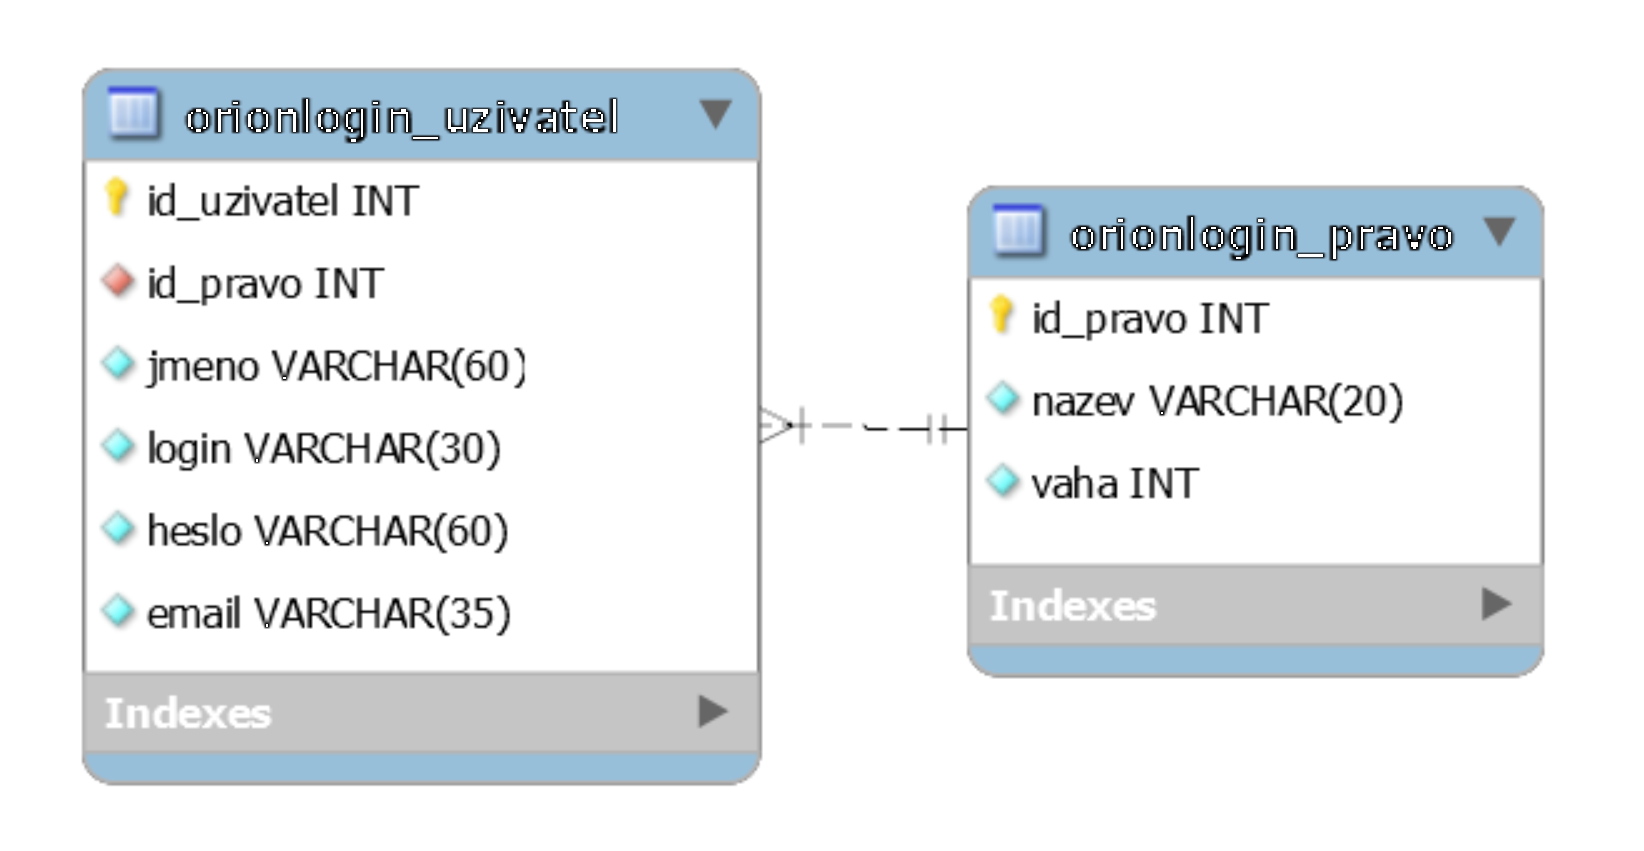 orionlogin_uzivatel
id_uzivatel INT
id_pravo INT
jmeno VARCHAR(60)
login VARCHAR(30)
heslo VARCHAR(60)
email VARCHAR(35)
Indexes
orionlogin_pravo
id_pravo INT
nazev VARCHAR(20)
vaha INT
Indexes